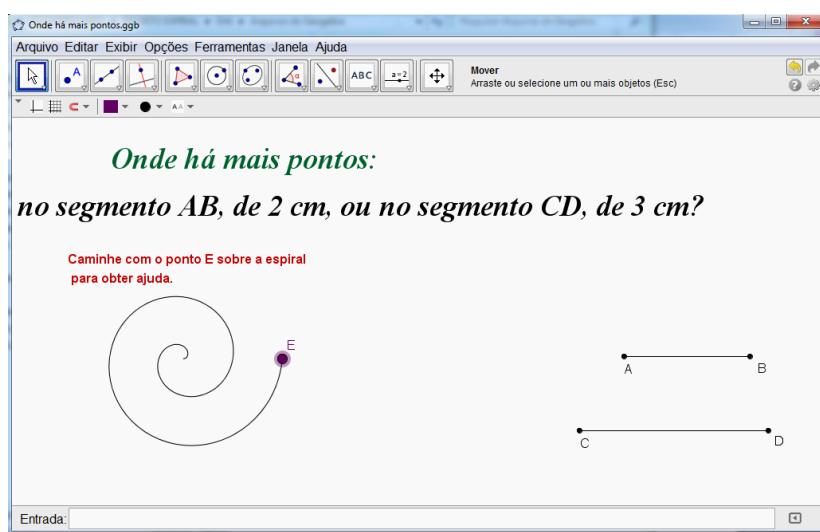 Onde há mais pontos.ggb
Arquivo Editar Exibir Opções Ferramentas Janela Ajuda
A
α
ABC
a=2
Mover
Arraste ou selecione um ou mais objetos (Esc)
AA
Onde há mais pontos:
no segmento AB, de 2 cm, ou no segmento CD, de 3 cm?
Caminhe com o ponto E sobre a espiral
para obter ajuda.
E
A
B
C
D
Entrada: